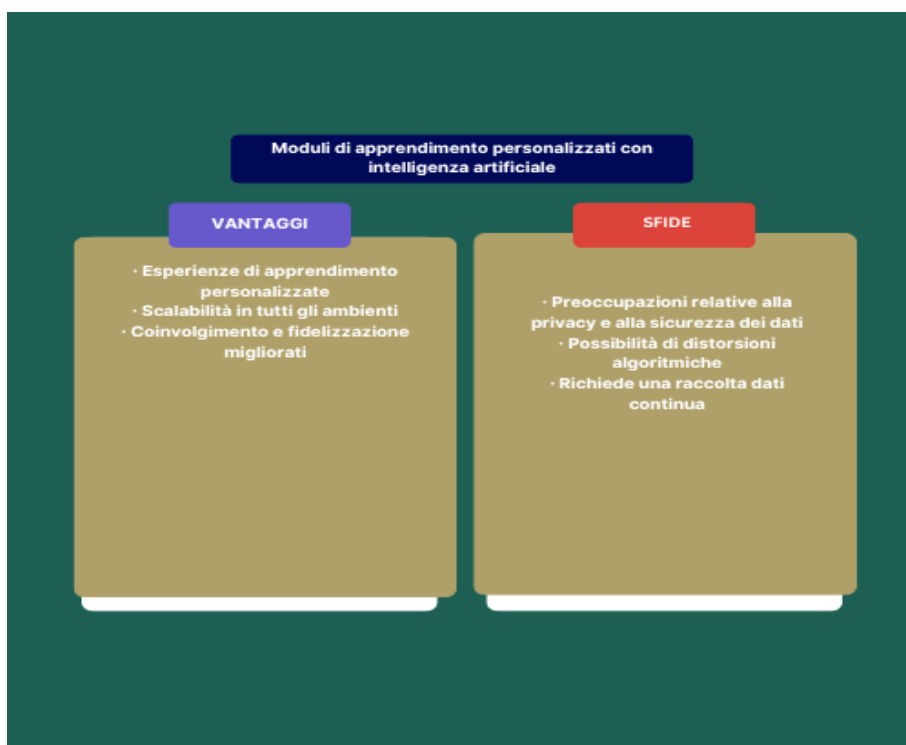 Moduli di apprendimento personalizzati con
intelligenza artificiale
VANTAGGI
· Esperienze di apprendimento
personalizzate
· Scalabilità in tutti gli ambienti
· Coinvolgimento e fidelizzazione
migliorati
SFIDE
· Preoccupazioni relative alla
privacy e alla sicurezza dei dati
· Possibilità di distorsioni
algoritmiche
· Richiede una raccolta dati
continua